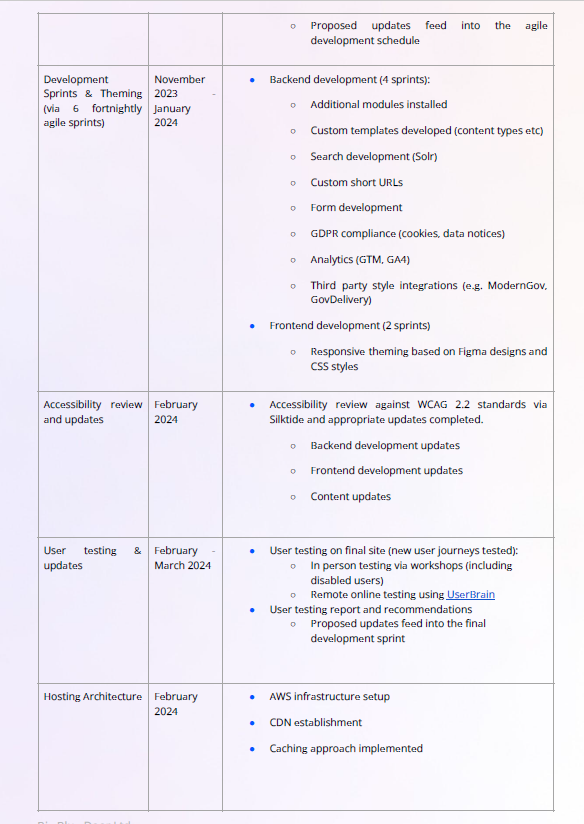 ○ Proposed updates feed into the agile
development schedule
Development
Sprints & Theming
(via 6 fortnightly
agile sprints)
November
2023 -
January
2024
● Backend development (4 sprints):
○ Additional modules installed
○ Custom templates developed (content types etc)
○ Search development (Solr)
○ Custom short URLs
○ Form development
○ GDPR compliance (cookies, data notices)
○ Analytics (GTM, GA4)
○ Third party style integrations (e.g. ModernGov,
GovDelivery)
● Frontend development (2 sprints)
○ Responsive theming based on Figma designs and
CSS styles
Accessibility review
and updates
February
2024
● Accessibility review against WCAG 2.2 standards via
Silktide and appropriate updates completed.
○ Backend development updates
○ Frontend development updates
○ Content updates
User testing &
updates
February -
March 2024
● User testing on final site (new user journeys tested):
○ In person testing via workshops (including
disabled users)
○ Remote online testing using UserBrain
● User testing report and recommendations
○ Proposed updates feed into the final
development sprint
Hosting Architecture
February
2024
● AWS infrastructure setup
● CDN establishment
● Caching approach implemented